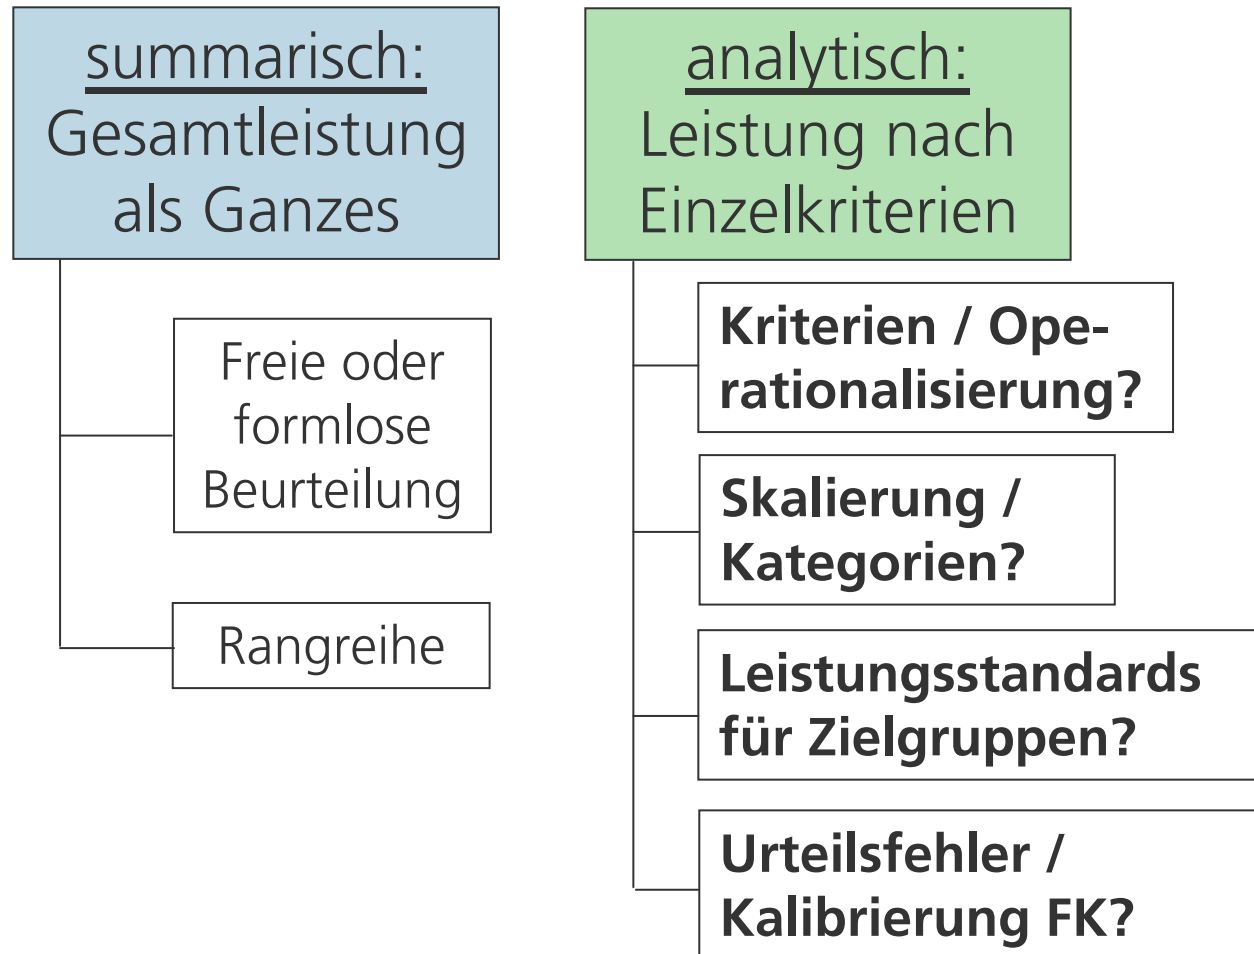 summarisch:
Gesamtleistung
als Ganzes
Freie oder
formlose
Beurteilung
Rangreihe
analytisch:
Leistung nach
Einzelkriterien
Kriterien / Ope-
rationalisierung?
Skalierung /
Kategorien?
Leistungsstandards
für Zielgruppen?
Urteilsfehler /
Kalibrierung FK?